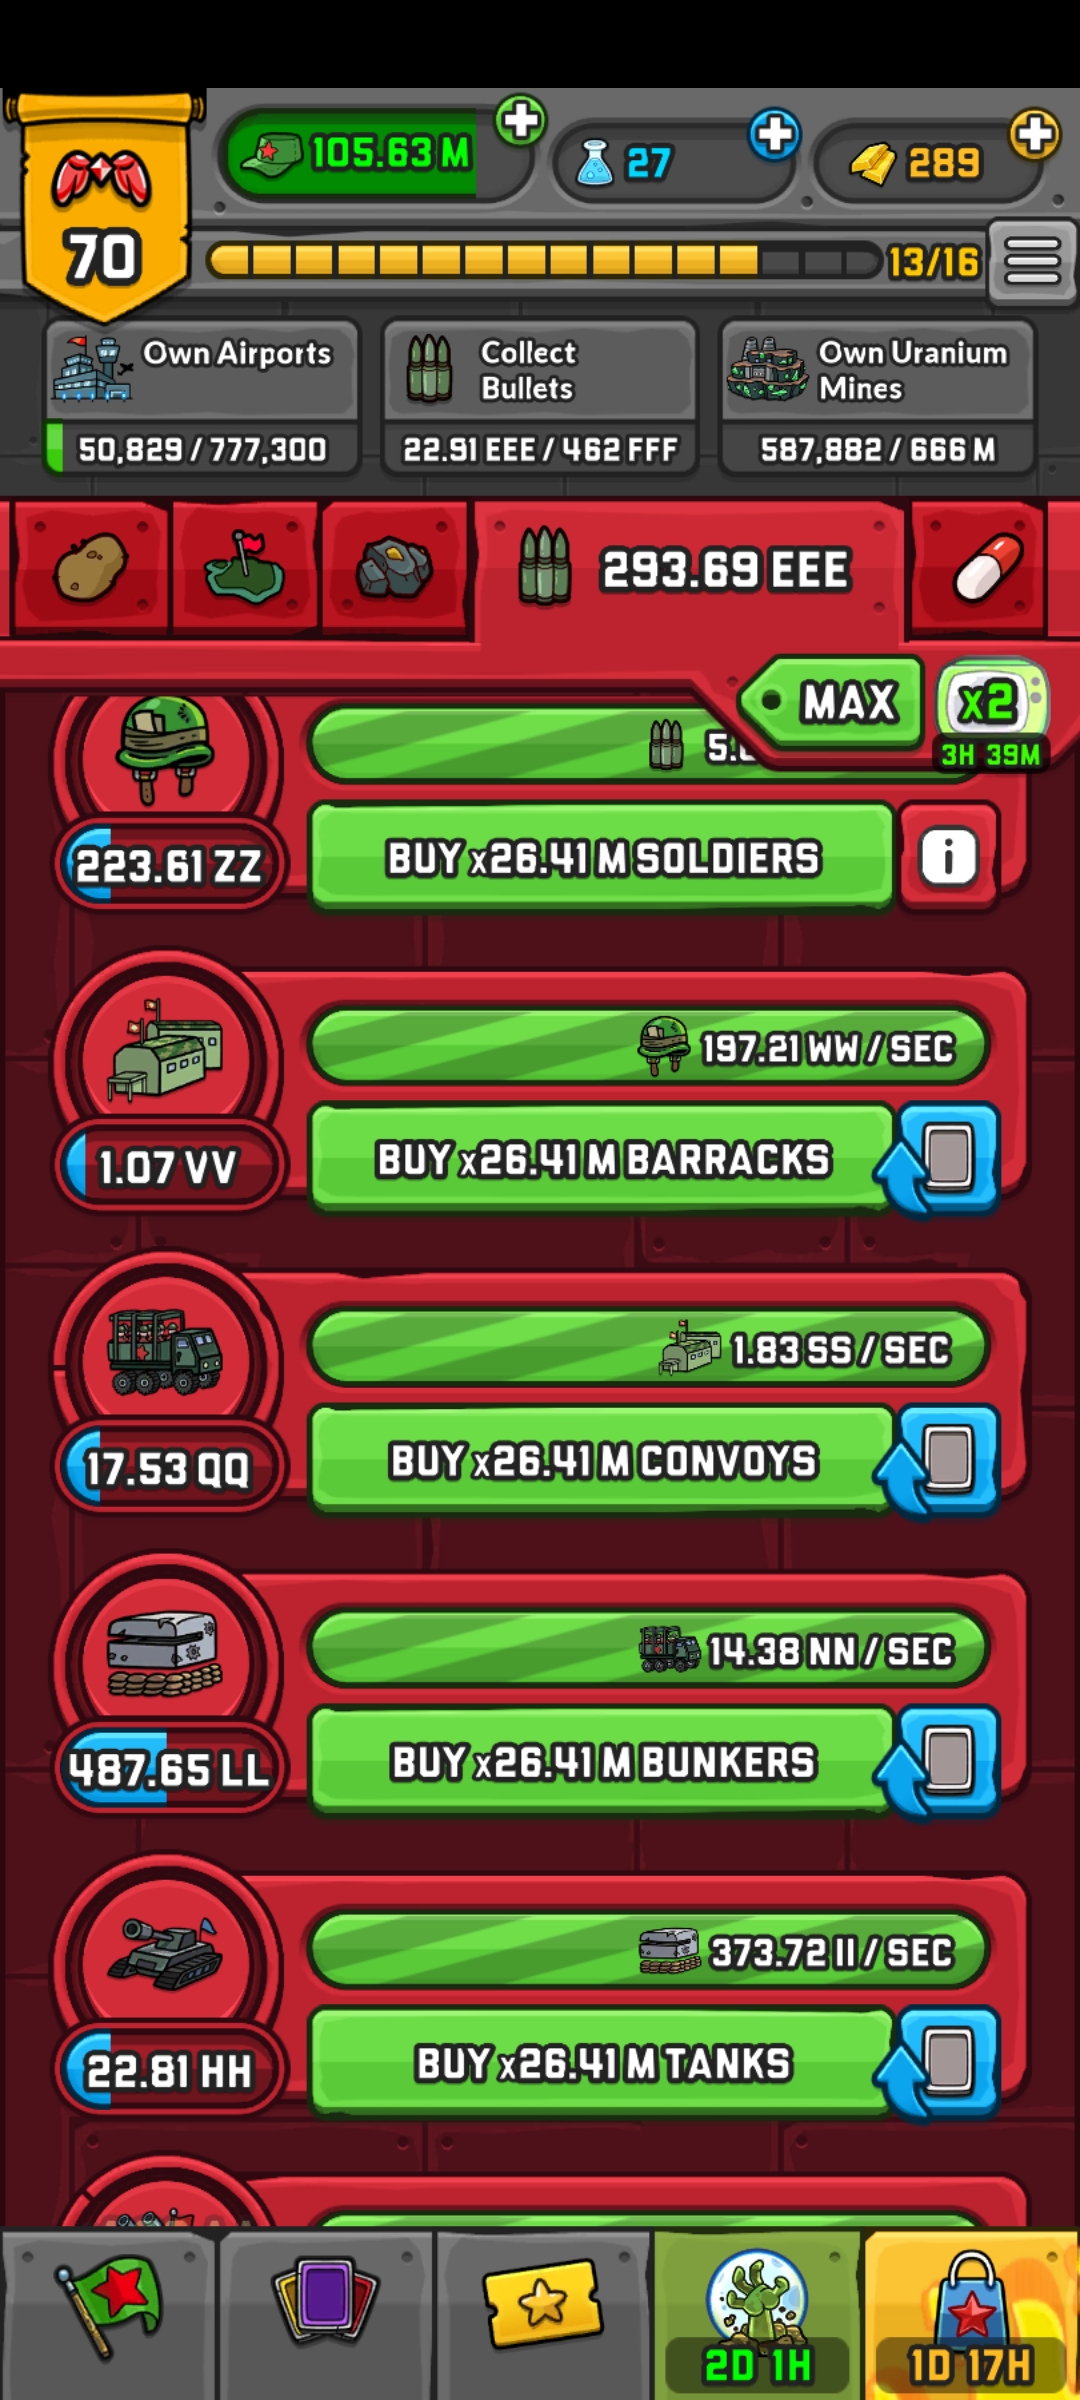 105.63 M
27
289
70
13/16
Own Airports
50,829 / 777,300
Collect
Bullets
22.91 EEE / 462 FFF
Own Uranium
Mines
587,882 / 666 M
293.69 EEE
MAX
x2
3H 39M
223.61 ZZ
BUY x26.41 M SOLDIERS
i
197.21 WW / SEC
1.07 VV
BUY x26.41 M BARRACKS
1.83 SS / SEC
17.53 QQ
BUY x26.41 M CONVOYS
14.38 NN / SEC
487.65 LL
BUY x26.41 M BUNKERS
373.72 II / SEC
22.81 HH
BUY x26.41 M TANKS
2D 1H
1D 17H